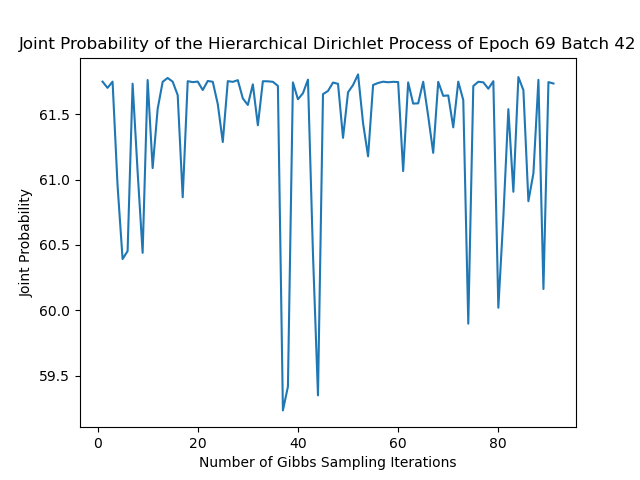 Joint Probability of the Hierarchical Dirichlet Process of Epoch 69 Batch 42
Joint Probability
61.5
61.0
60.5
60.0
59.5
0 20 40 60 80
Number of Gibbs Sampling Iterations